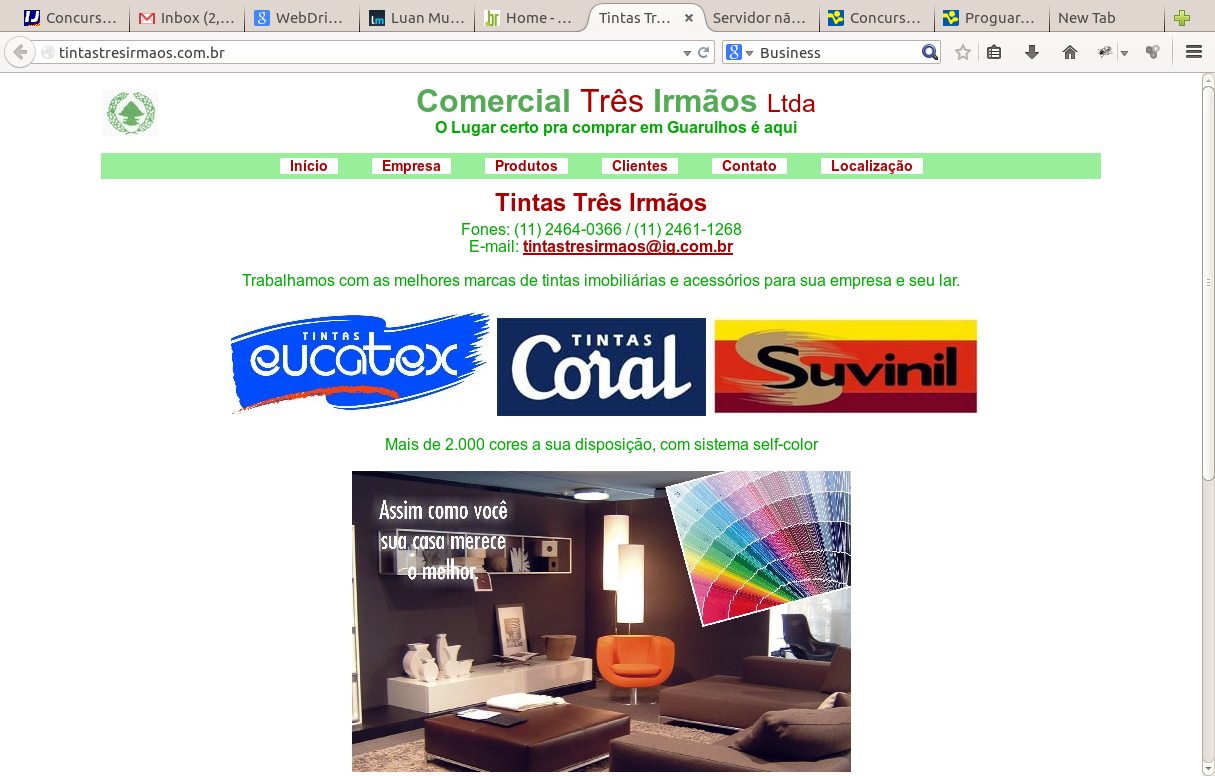 Concurs...
Inbox (2,...
WebDri...
Luan Mu...
Home - ...
Tintas Tr...
Servidor nã...
Concurs...
Proguar...
New Tab
tintastresirmaos.com.br
Business
Comercial Três Irmãos Ltda
O Lugar certo pra comprar em Guarulhos é aqui
Início Empresa Produtos Clientes Contato Localização
Tintas Três Irmãos
Fones: (11) 2464-0366 / (11) 2461-1268
E-mail: tintastresirmaos@ig.com.br
Trabalhamos com as melhores marcas de tintas imobiliárias e acessórios para sua empresa e seu lar.
TINTAS
eucatex
TINTAS
Coral
Suvinil
Mais de 2.000 cores a sua disposição, com sistema self-color
Assim como você
sua casa merece
o melhor.